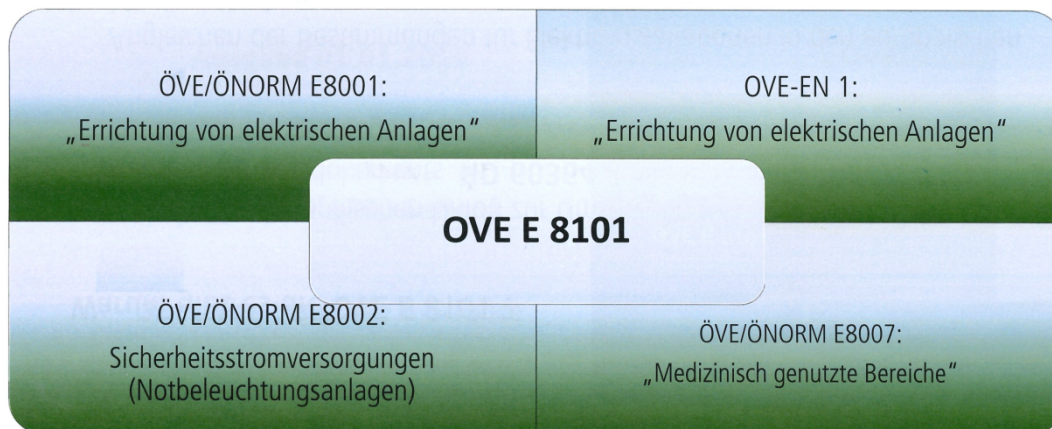 ÖVE/ÖNORM E8001:
„Errichtung von elektrischen Anlagen“
OVE-EN 1:
„Errichtung von elektrischen Anlagen“
OVE E 8101
ÖVE/ÖNORM E8002:
Sicherheitsstromversorgungen
(Notbeleuchtungsanlagen)
ÖVE/ÖNORM E8007:
„Medizinisch genutzte Bereiche“